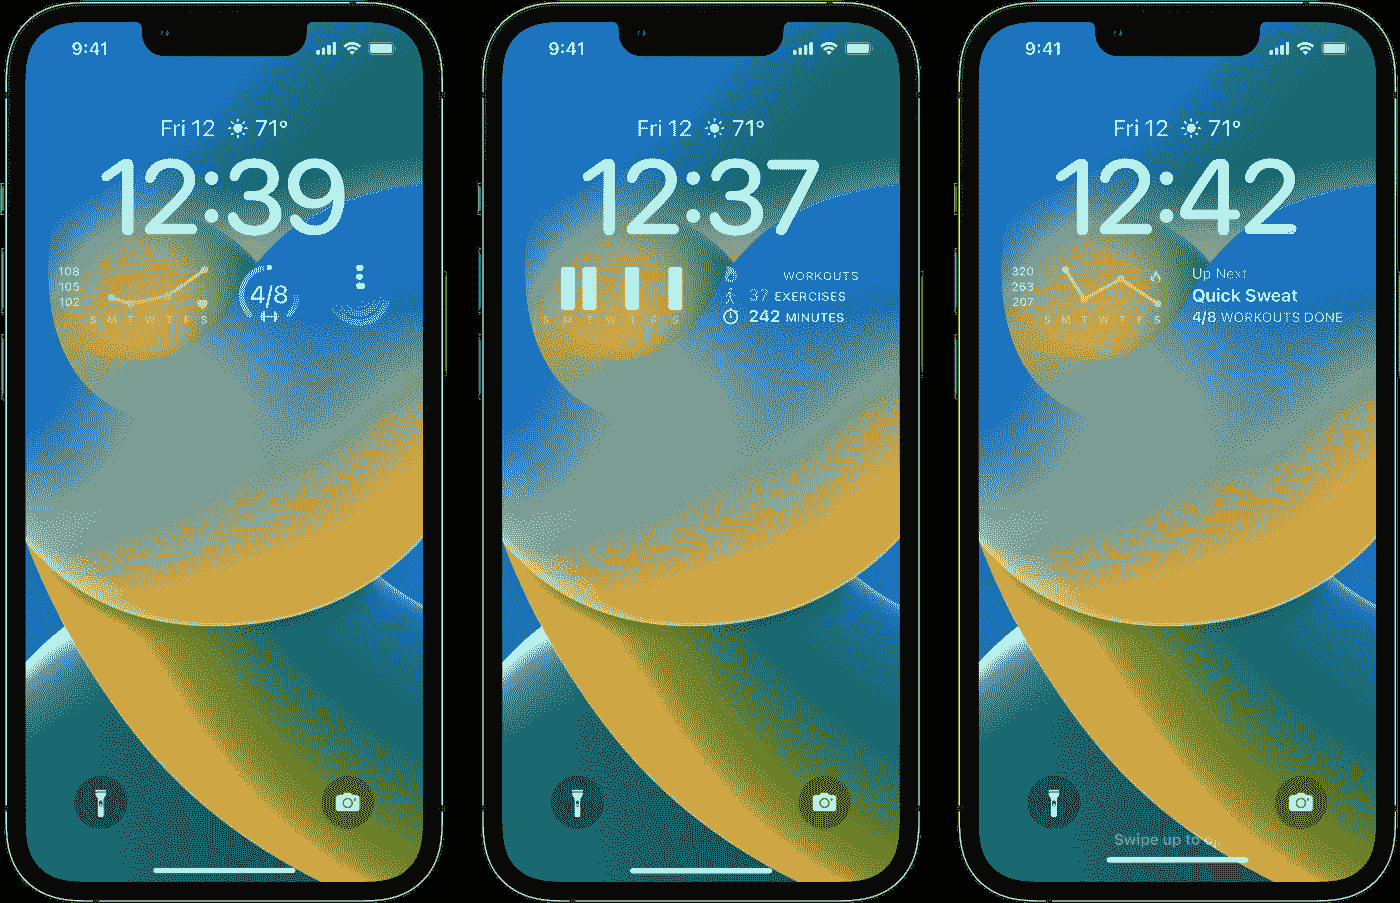 9:41
Fri 12 71°
12:39
108
105
102
S M T W T F S
4/8
9:41
Fri 12 71°
12:37
S M T W T F S
WORKOUTS
37 EXERCISES
242 MINUTES
9:41
Fri 12 71°
12:42
320
263
207
S M T W T F S
Up Next
Quick Sweat
4/8 WORKOUTS DONE
Swipe up to